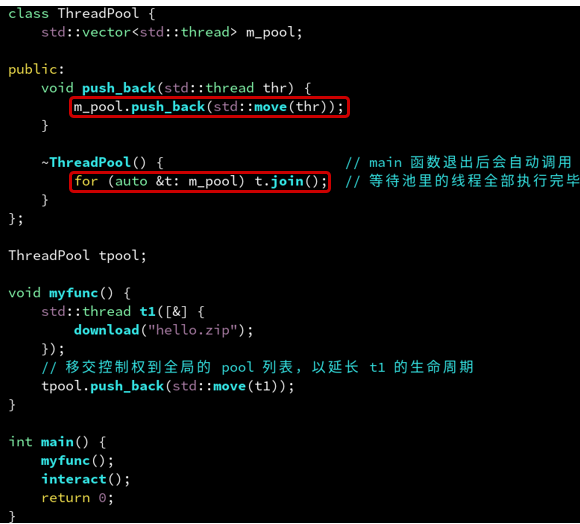 class ThreadPool {
    std::vector<std::thread> m_pool;

public:
    void push_back(std::thread thr) {
        m_pool.push_back(std::move(thr));
    }

    ~ThreadPool() {                      // main 函数退出后会自动调用
        for (auto &t: m_pool) t.join();  // 等待池里的线程全部执行完毕
    }
};

ThreadPool tpool;

void myfunc() {
    std::thread t1([&] {
        download("hello.zip");
    });
    // 移交控制权到全局的 pool 列表，以延长 t1 的生命周期
    tpool.push_back(std::move(t1));
}

int main() {
    myfunc();
    interact();
    return 0;
}